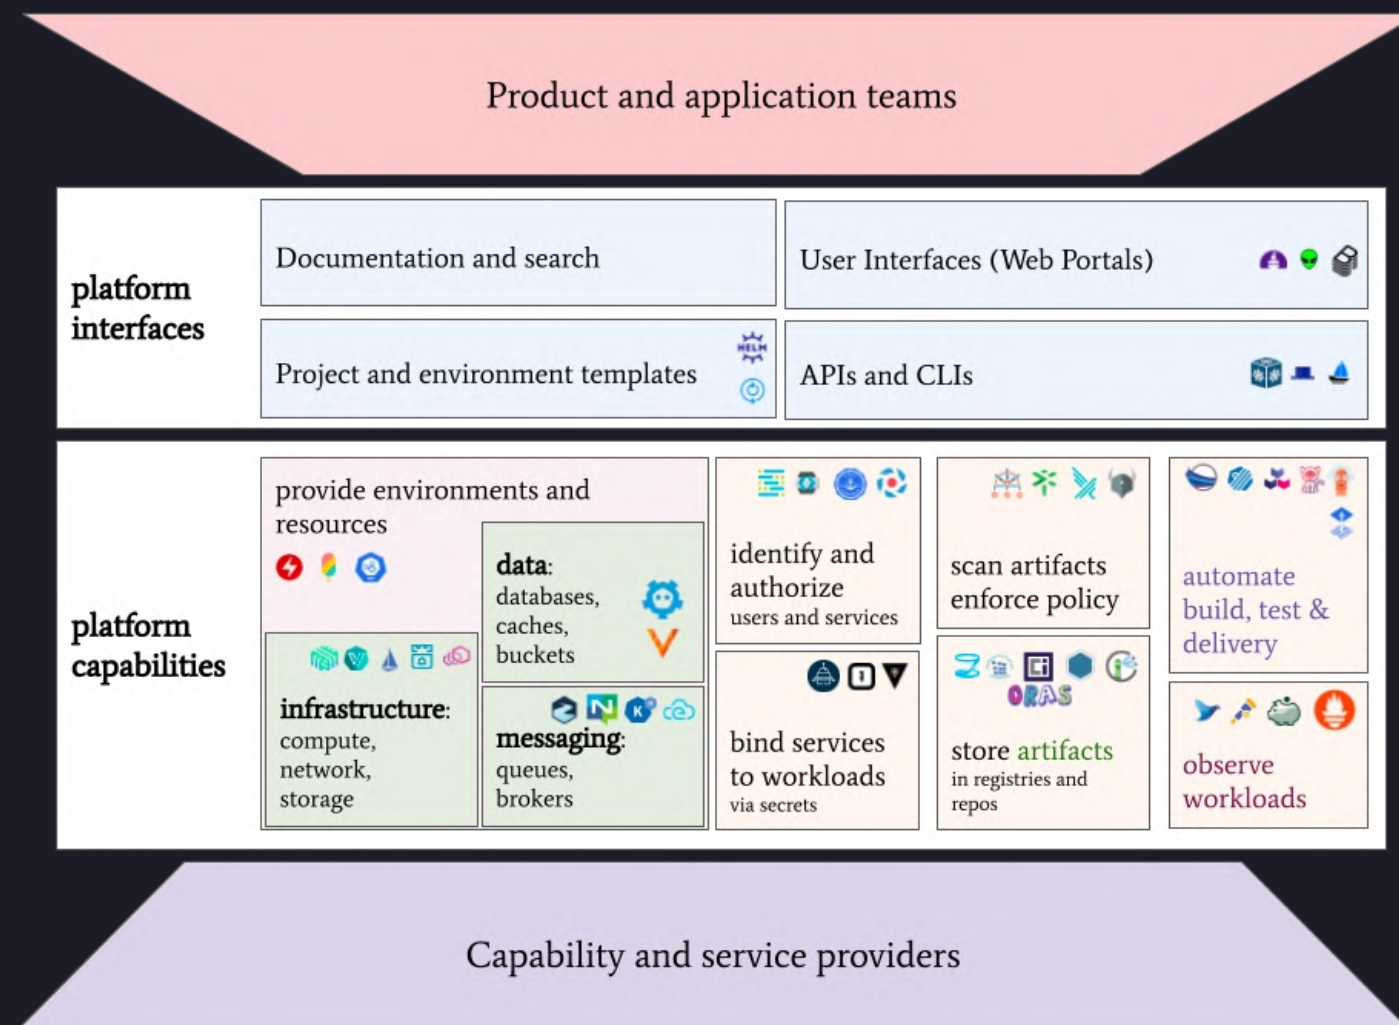 Product and application teams
platform
interfaces
Documentation and search
User Interfaces (Web Portals)
Project and environment templates
HELM
APIs and CLIs
platform
capabilities
provide environments and
resources
data:
databases,
caches,
buckets
infrastructure:
compute,
network,
storage
messaging:
queues,
brokers
identify and
authorize
users and services
bind services
to workloads
via secrets
scan artifacts
enforce policy
ORAS
store artifacts
in registries and
repos
automate
build, test &
delivery
observe
workloads
Capability and service providers